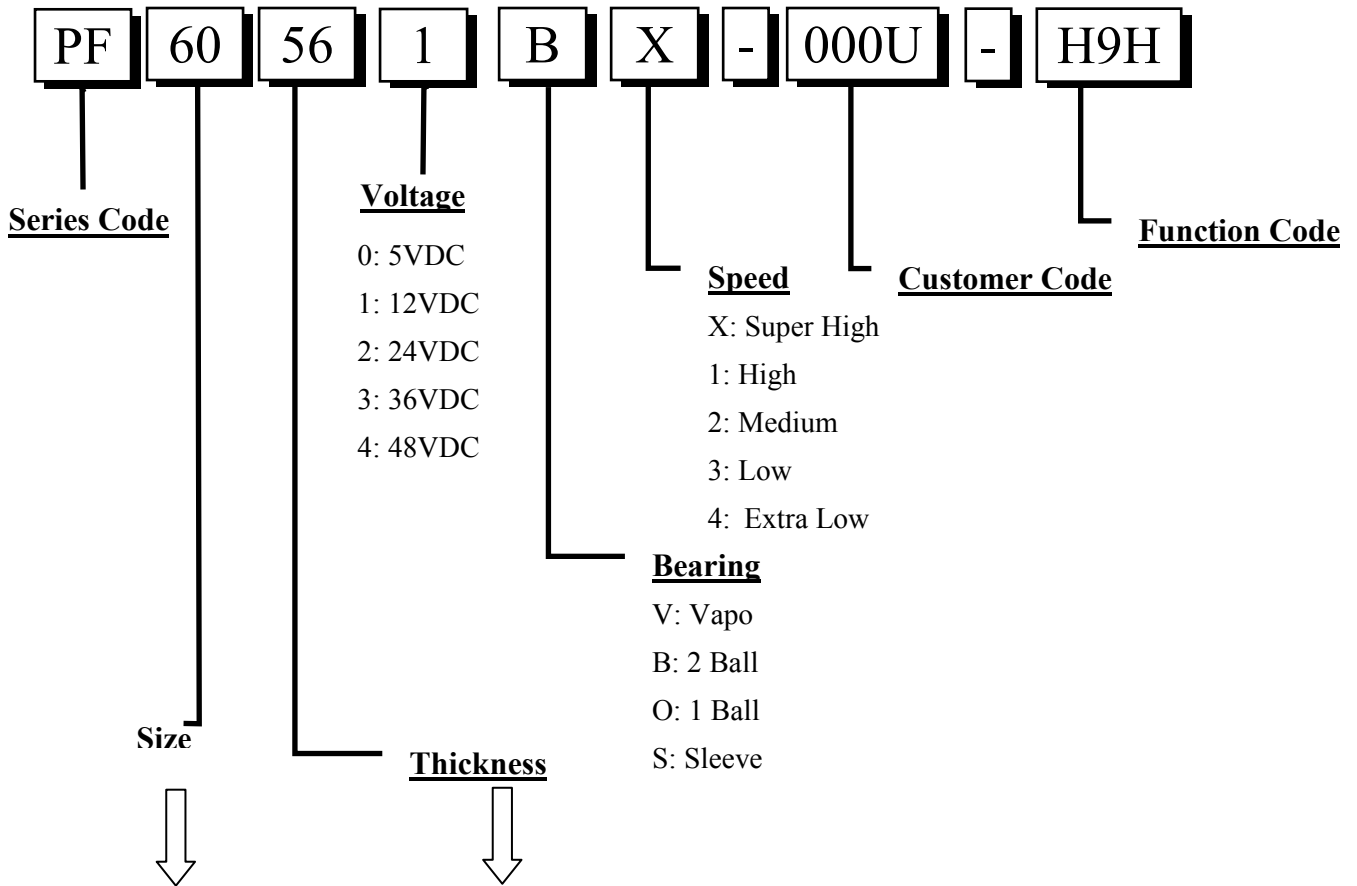 PF 60 56 1 B X - 000U - H9H
Series Code
Voltage
0: 5VDC
1: 12VDC
2: 24VDC
3: 36VDC
4: 48VDC
Function Code
Speed
X: Super High
1: High
2: Medium
3: Low
4: Extra Low
Customer Code
Bearing
V: Vapo
B: 2 Ball
O: 1 Ball
S: Sleeve
Size
Thickness